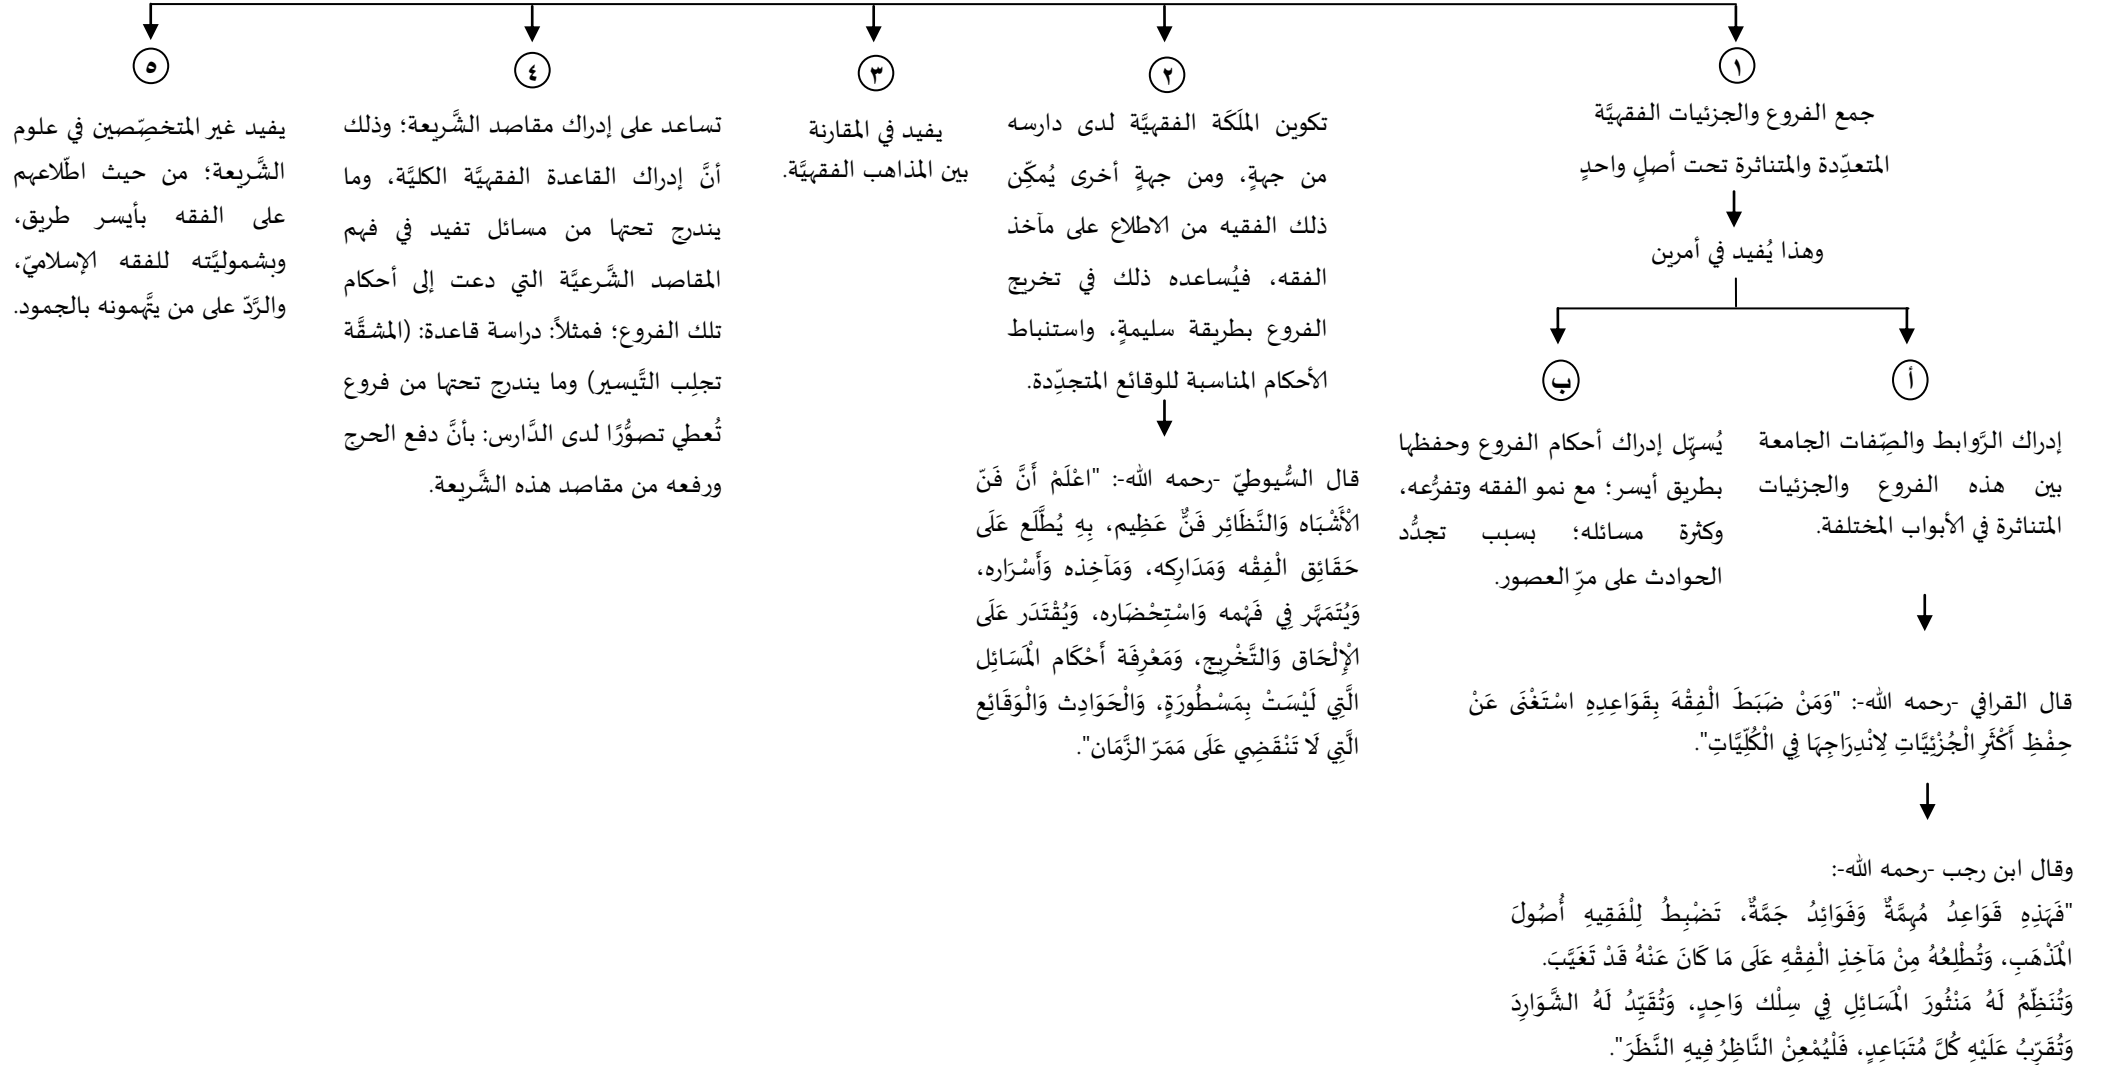 ١
جمع الفروع والجزئيات الفقهيَّة
المتعدِّدة والمتناثرة تحت أصلٍ واحدٍ
وهذا يُفيد في أمرين
أ
إدراك الرَّوابط والصِّفات الجامعة
بين هذه الفروع والجزئيات
المتناثرة في الأبواب المختلفة.
ب
يُسهِّل إدراك أحكام الفروع وحفظها
بطريق أيسر؛ مع نمو الفقه وتفرُّعه،
وكثرة مسائله؛ بسبب تجدُّد
الحوادث على مرِّ العصور.
قال القرافي -رحمه الله-: "وَمَنْ ضَبَطَ الْفِقْهَ بِقَوَاعِدِهِ اسْتَغْنَى عَنْ
حِفْظِ أَكْثَرِ الْجُزْئِيَّاتِ لِانْدِرَاجِهَا فِي الْكُلِّيَّاتِ".
وقال ابن رجب -رحمه الله-:
"فَهَذِهِ قَوَاعِدُ مُهِمَّةٌ وَفَوَائِدُ جَمَّةٌ، تَضْبِطُ لِلْفَقِيهِ أُصُولَ
الْمَذْهَبِ، وَتُطْلِعُهُ مِنْ مَآخِذِ الْفِقْهِ عَلَى مَا كَانَ عَنْهُ قَدْ تَغَيَّبَ.
وَتُنَظِّمُ لَهُ مَنْثُورَ الْمَسَائِلِ فِي سِلْك وَاحِدٍ، وَتُقَيِّدُ لَهُ الشَّوَارِدَ
وَتُقَرِّبُ عَلَيْهِ كُلَّ مُتَبَاعِدٍ، فَلْيُمْعِنْ النَّاظِرُ فِيهِ النَّظَرَ".
٢
تكوين الملَكَة الفقهيَّة لدى دارسه
من جهةٍ، ومن جهةٍ أخرى يُمكِّن
ذلك الفقيه من الاطلاع على مآخذ
الفقه، فيُساعده ذلك في تخريج
الفروع بطريقة سليمةٍ، واستنباط
الأحكام المناسبة للوقائع المتجدِّدة.
قال السُّيوطيّ -رحمه الله-: "اعْلَمْ أَنَّ فَنّ
الْأَشْبَاه وَالنَّظَائِر فَنٌّ عَظِيم، بِهِ يُطَّلَع عَلَى
حَقَائِق الْفِقْه وَمَدَارِكه، وَمَآخِذه وَأَسْرَاره،
وَيُتَمَهَّر فِي فَهْمه وَاسْتِحْضَاره، وَيُقْتَدَر عَلَى
الْإِلْحَاق وَالتَّخْرِيج، وَمَعْرِفَة أَحْكَام الْمَسَائِل
الَّتِي لَيْسَتْ بِمَسْطُورَةٍ، وَالْحَوَادِث وَالْوَقَائِع
الَّتِي لَا تَنْقَضِي عَلَى مَمَرّ الزَّمَان".
٣
يفيد في المقارنة
بين المذاهب الفقهيَّة.
٤
تساعد على إدراك مقاصد الشَّريعة؛ وذلك
أنَّ إدراك القاعدة الفقهيَّة الكليَّة، وما
يندرج تحتها من مسائل تفيد في فهم
المقاصد الشَّرعيَّة التي دعت إلى أحكام
تلك الفروع؛ فمثلاً: دراسة قاعدة: (المشقَّة
تجلِب التَّيسير) وما يندرج تحتها من فروع
تُعطي تصوُّرًا لدى الدَّارس: بأنَّ دفع الحرج
ورفعه من مقاصد هذه الشَّريعة.
٥
يفيد غير المتخصِّصين في علوم
الشَّريعة؛ من حيث اطّلاعهم
على الفقه بأيسر طريق،
وبشموليَّته للفقه الإسلاميّ،
والرَّدّ على من يتَّهمونه بالجمود.